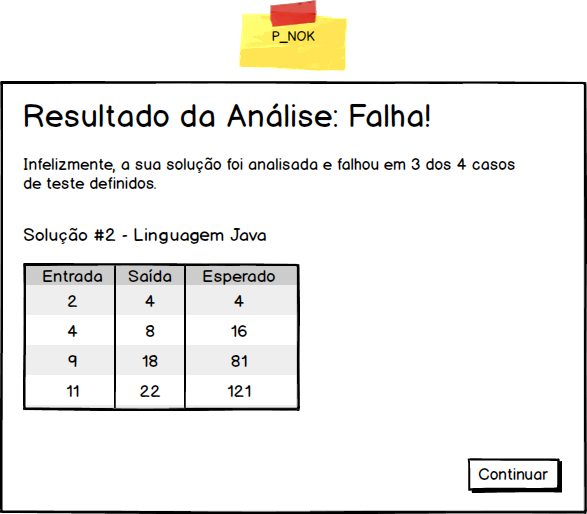 P_NOK
Resultado da Análise: Falha!
Infelizmente, a sua solução foi analisada e falhou em 3 dos 4 casos
de teste definidos.
Solução #2 - Linguagem Java
Entrada Saída Esperado
2 4 4
4 8 16
9 18 81
11 22 121
Continuar